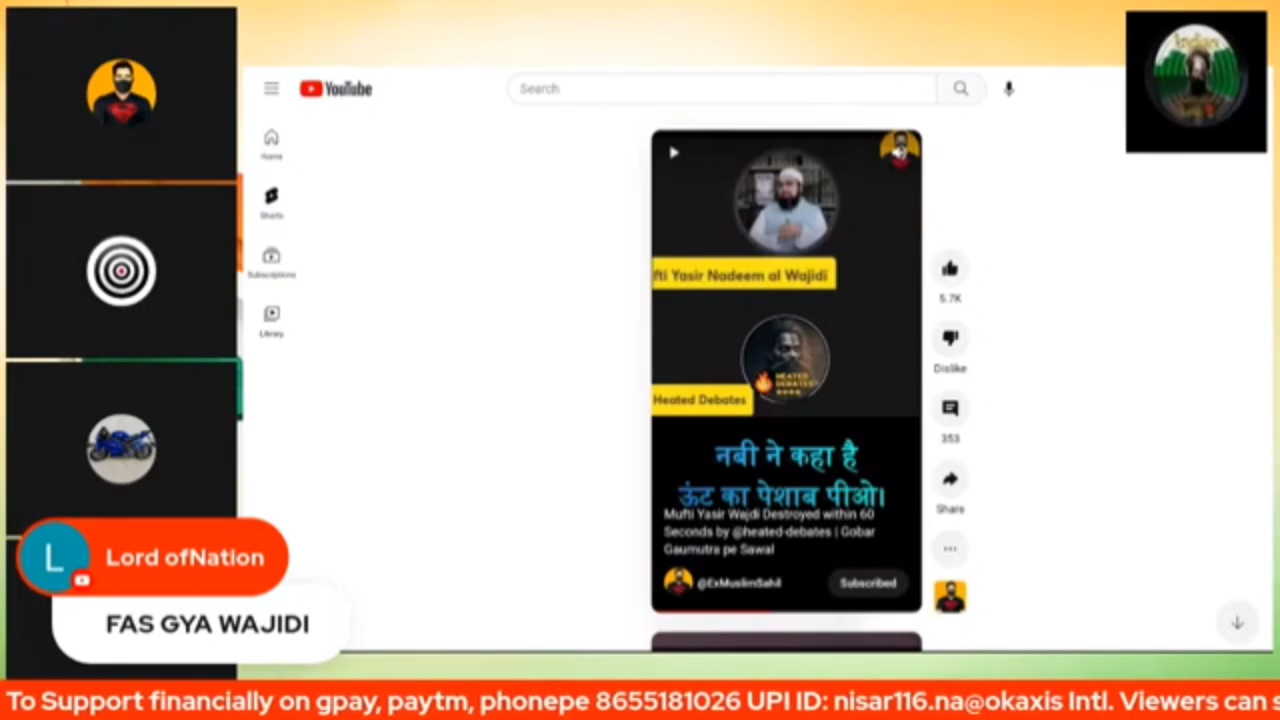 YouTube
Search
Indian
Home
Shorts
Subscriptions
Library
fti Yasir Nadeem al Wajidi
HEATED
DEBATES
Heated Debates
नबी ने कहा है
ऊंट का पेशाब पीओ।
Mufti Yasir Wajdi Destroyed within 60
Seconds by @heated-debates | Gobar
Gaumutra pe Sawal
@ExMuslimSahil
Subscribed
5.7K
Dislike
353
Share
L
Lord ofNation
FAS GYA WAJIDI
To Support financially on gpay, paytm, phonepe 8655181026 UPI ID: nisar116.na@okaxis Intl. Viewers can s